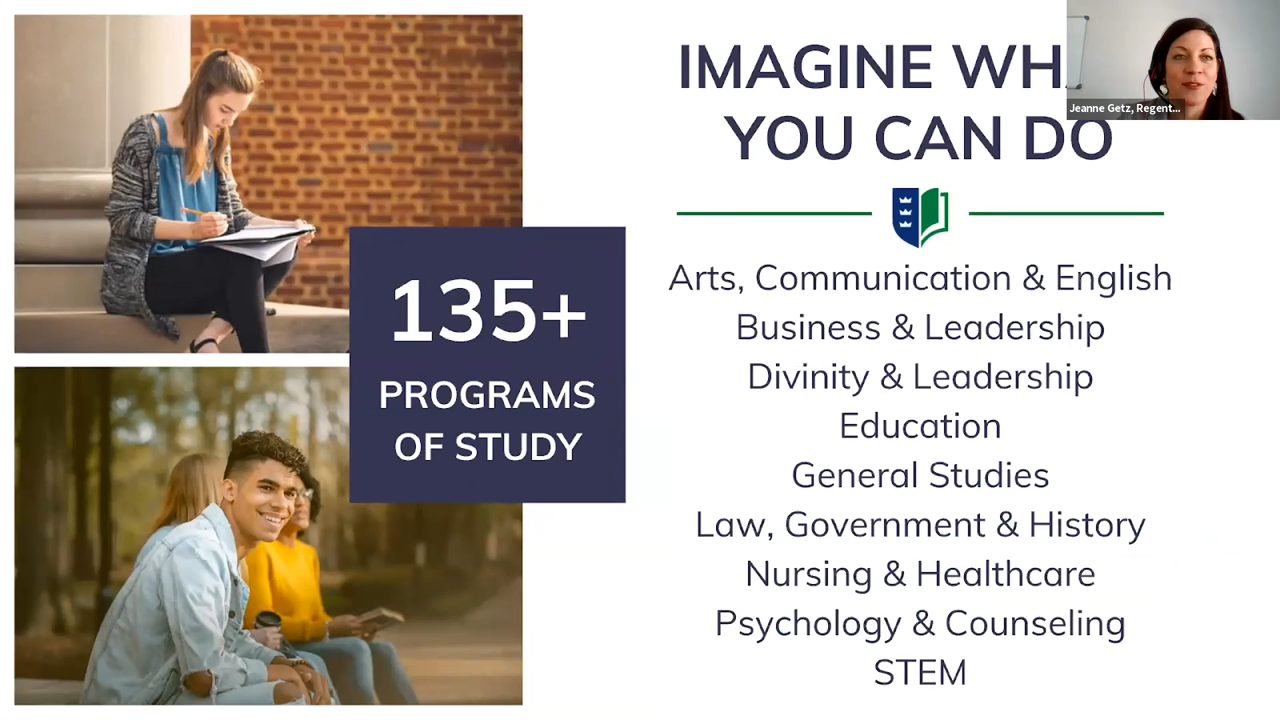 IMAGINE WH
YOU CAN DO
Jeanne Getz, Regent...
135+
PROGRAMS
OF STUDY
Arts, Communication & English
Business & Leadership
Divinity & Leadership
Education
General Studies
Law, Government & History
Nursing & Healthcare
Psychology & Counseling
STEM